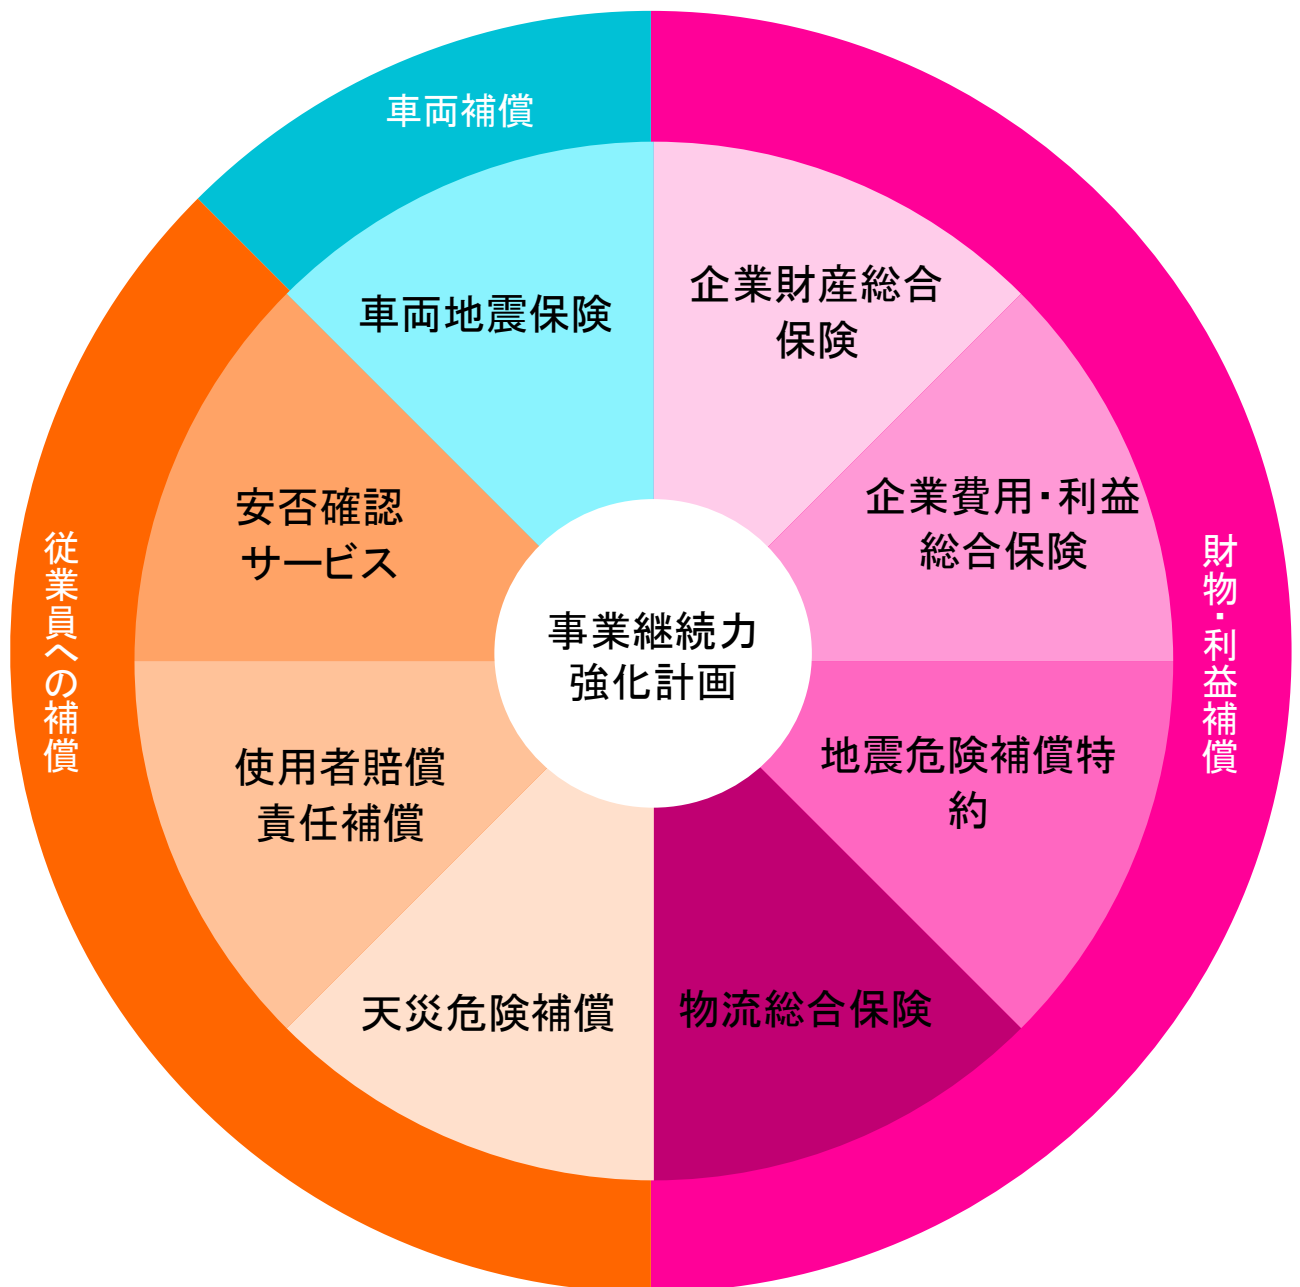 車両補償
車両地震保険
企業財産総合
保険
企業費用・利益
総合保険
安否確認
サービス
従業員への補償
財物・利益補償
事業継続力
強化計画
地震危険補償特
約
使用者賠償
責任補償
天災危険補償
物流総合保険